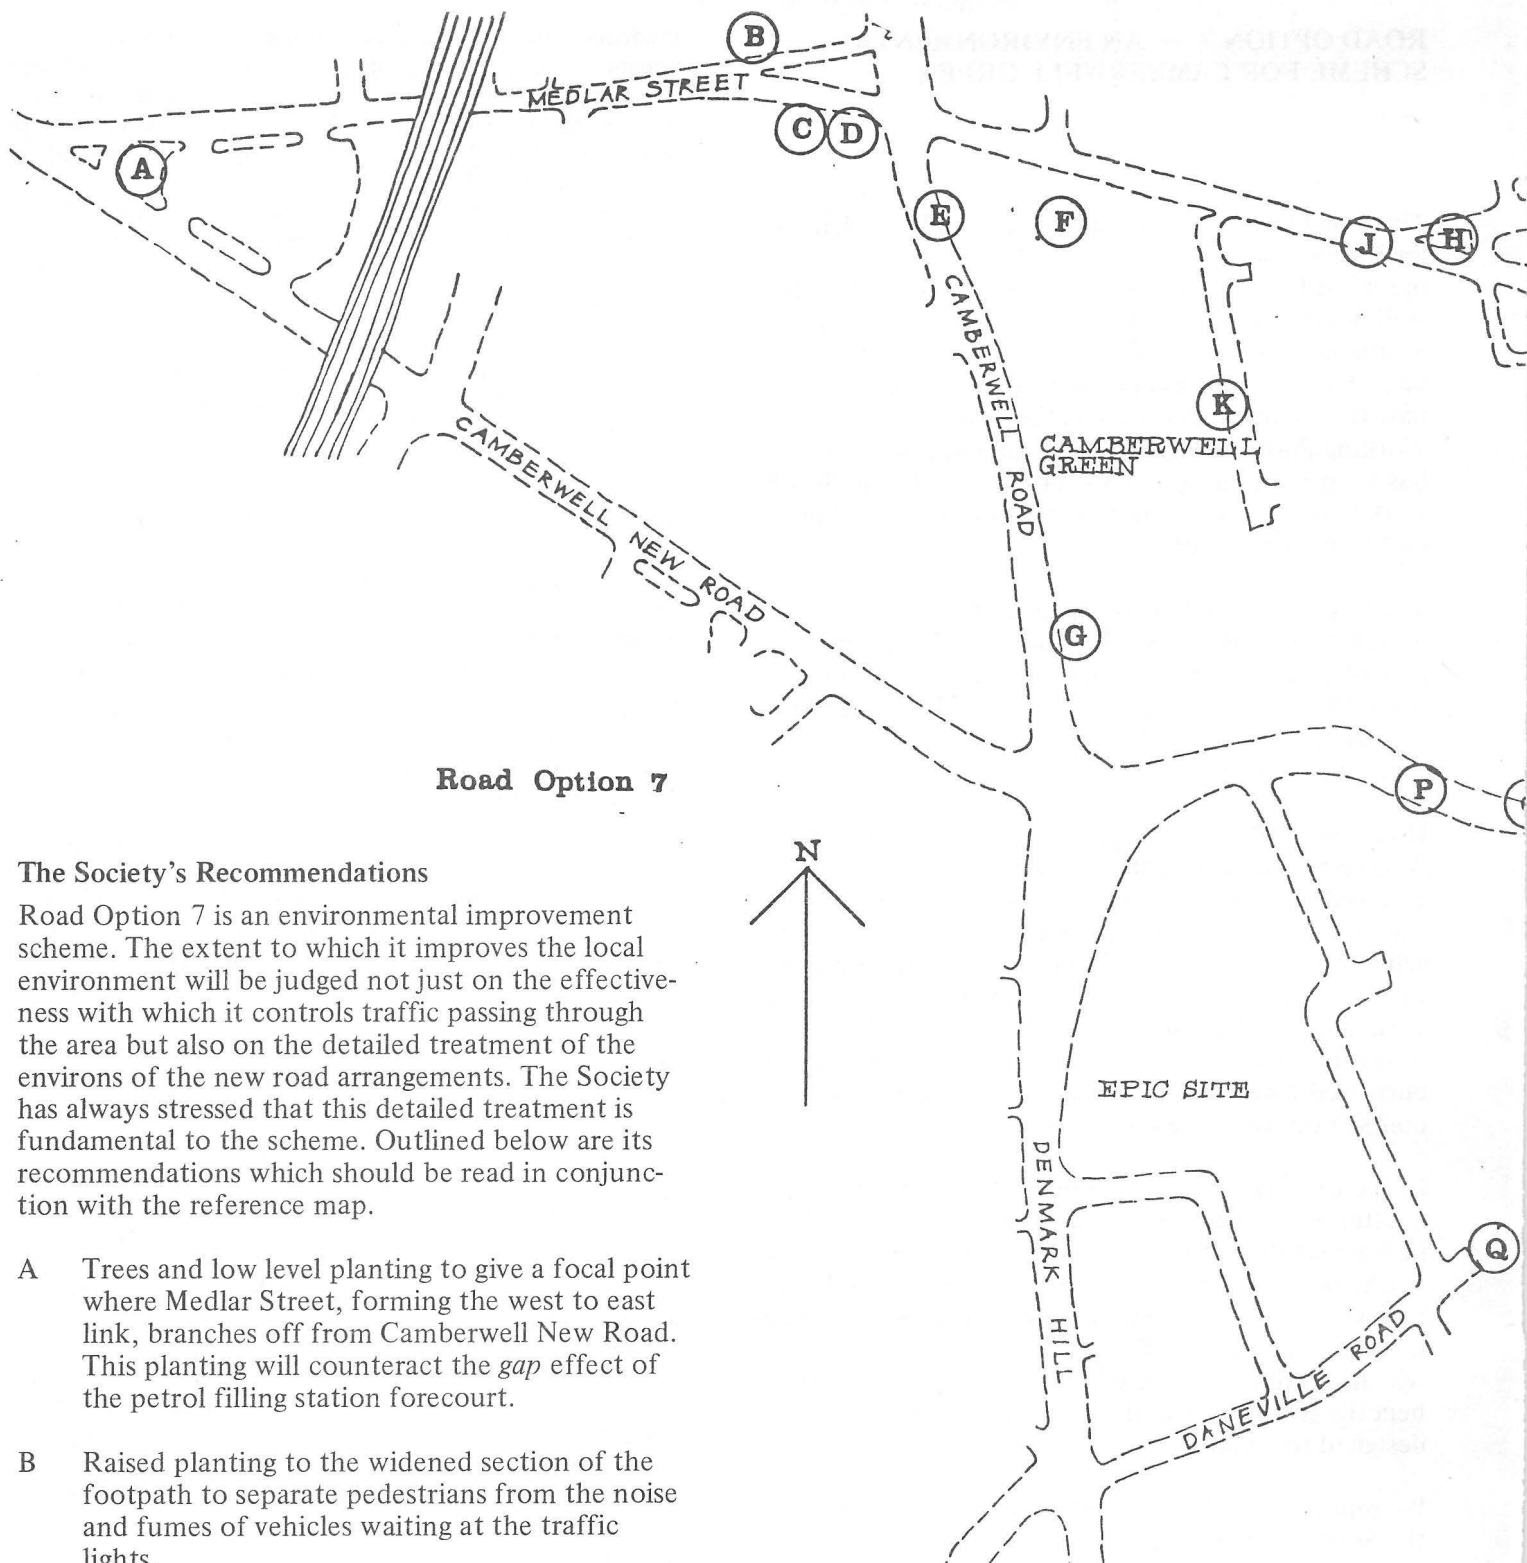 B
MEDLAR STREET
C
D
A
E
F
J
H
CAMBERWELL ROAD
K
CAMBERWELL
GREEN
CAMBERWELL NEW ROAD
G
Road Option 7
P
N
The Society's Recommendations
Road Option 7 is an environmental improvement
scheme. The extent to which it improves the local
environment will be judged not just on the effective-
ness with which it controls traffic passing through
the area but also on the detailed treatment of the
environs of the new road arrangements. The Society
has always stressed that this detailed treatment is
fundamental to the scheme. Outlined below are its
recommendations which should be read in conjunc-
tion with the reference map.
A Trees and low level planting to give a focal point
where Medlar Street, forming the west to east
link, branches off from Camberwell New Road.
This planting will counteract the gap effect of
the petrol filling station forecourt.
B Raised planting to the widened section of the
footpath to separate pedestrians from the noise
and fumes of vehicles waiting at the traffic
lights.
EPIC SITE
DENMARK HILL
Q
DANEVILLE ROAD